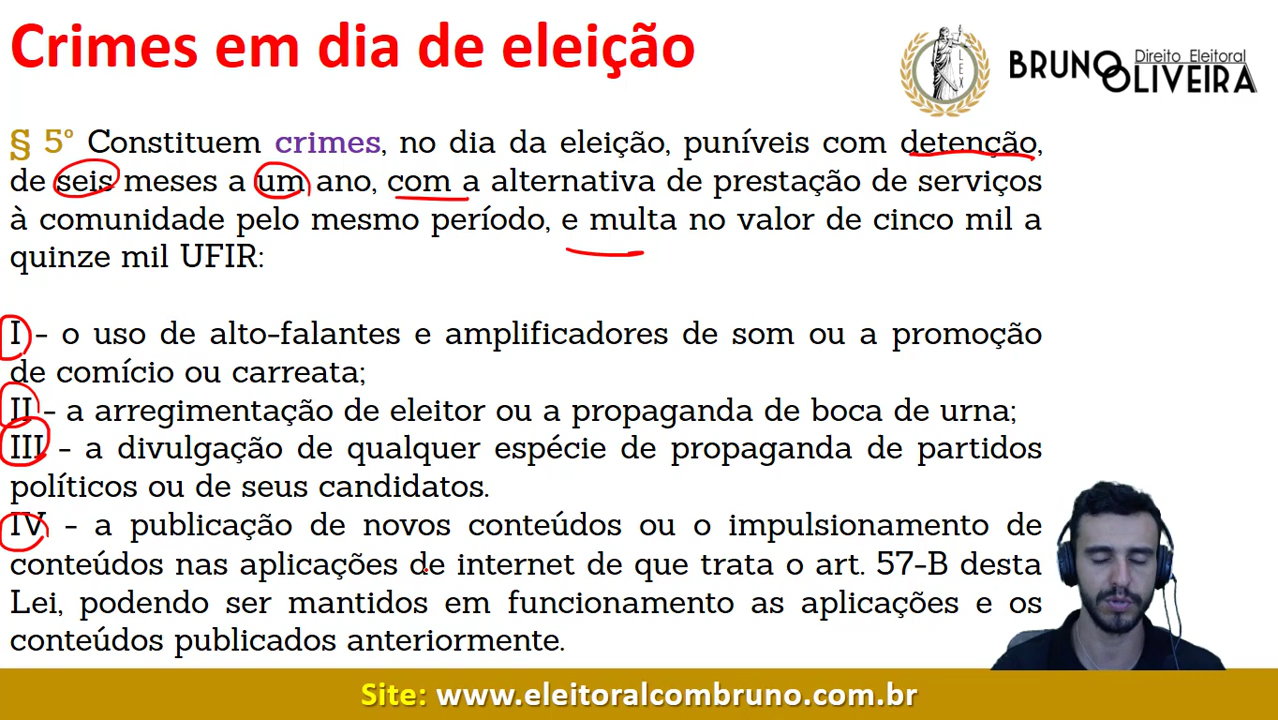 Crimes em dia de eleição
LEX
BRUNO OLIVEIRA
Direito Eleitoral
§ 5º Constituem crimes, no dia da eleição, puníveis com detenção,
de seis meses a um ano, com a alternativa de prestação de serviços
à comunidade pelo mesmo período, e multa no valor de cinco mil a
quinze mil UFIR:
I - o uso de alto-falantes e amplificadores de som ou a promoção
de comício ou carreata;
II - a arregimentação de eleitor ou a propaganda de boca de urna;
III - a divulgação de qualquer espécie de propaganda de partidos
políticos ou de seus candidatos.
IV - a publicação de novos conteúdos ou o impulsionamento de
conteúdos nas aplicações de internet de que trata o art. 57-B desta
Lei, podendo ser mantidos em funcionamento as aplicações e os
conteúdos publicados anteriormente.
Site: www.eleitoralcombruno.com.br